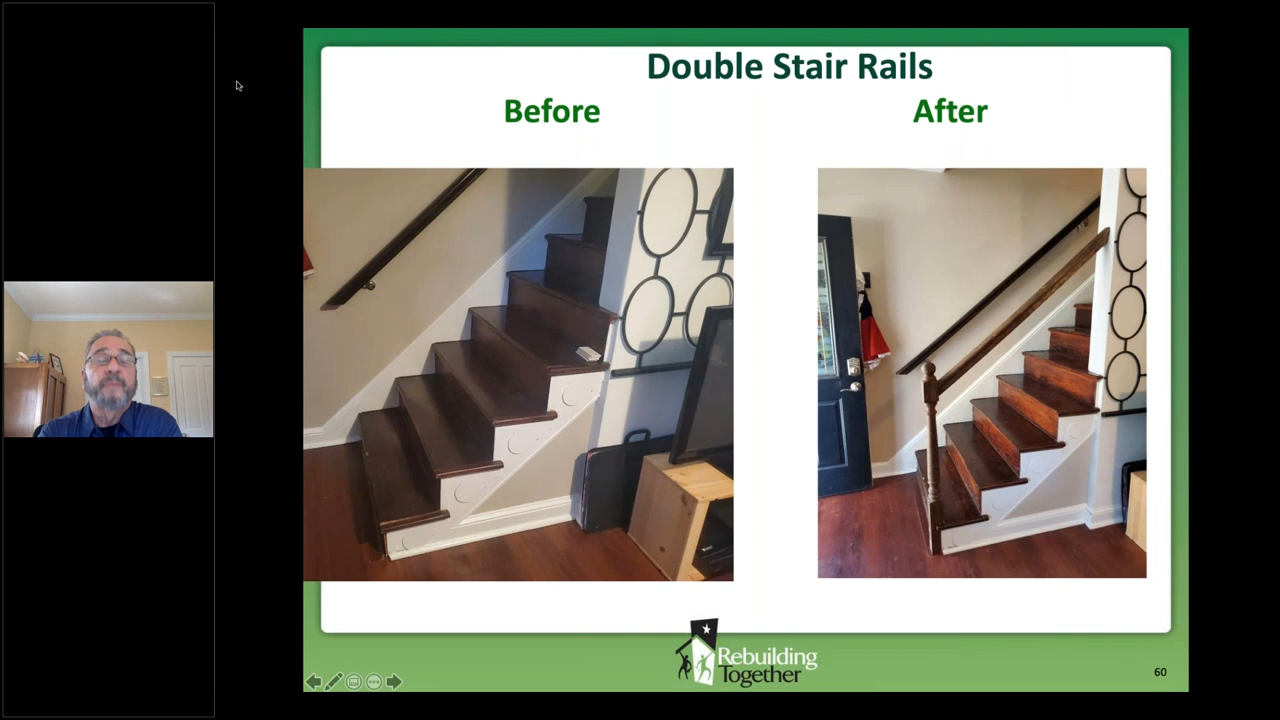 Double Stair Rails
Before
After
Rebuilding
Together
60